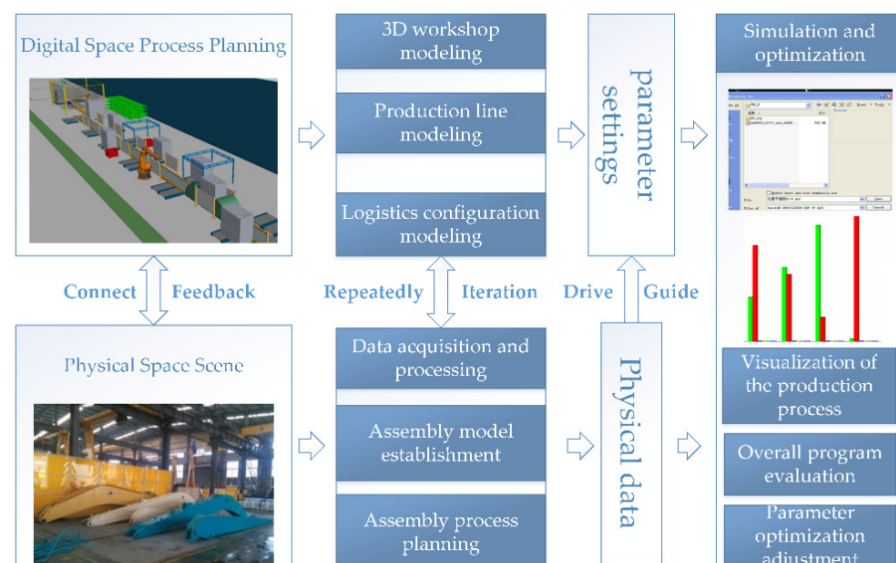 Digital Space Process Planning
3D workshop
modeling
Production line
modeling
Logistics configuration
modeling
parameter
settings
Simulation and
optimization
Connect
Feedback
Repeatedly
Iteration
Drive
Guide
Physical Space Scene
Data acquisition and
processing
Assembly model
establishment
Assembly process
planning
Physical data
Visualization of
the production
process
Overall program
evaluation
Parameter
optimization
adjustment